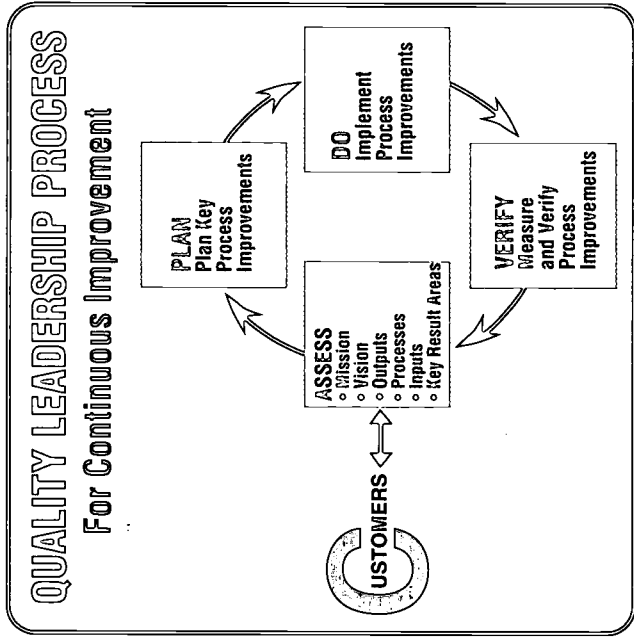 QUALITY LEADERSHIP PROCESS
For Continuous Improvement
PLAN
Plan Key
Process
Improvements
DO
Implement
Process
Improvements
VERIFY
Measure
and Verify
Process
Improvements
ASSESS
o Mission
o Vision
o Outputs
o Processes
o Inputs
o Key Result Areas
CUSTOMERS